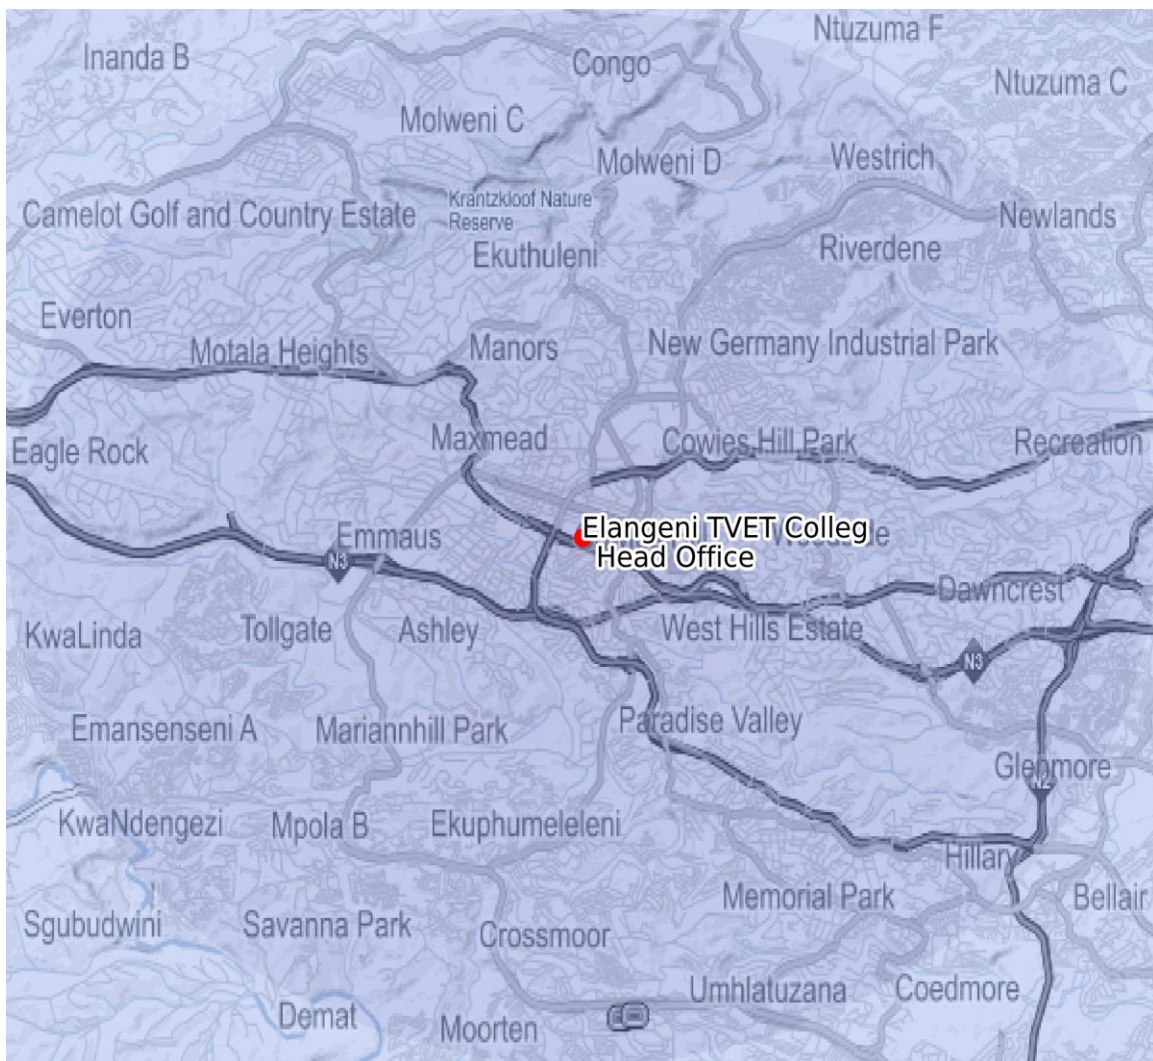 Ntuzuma F
Inanda B
Congo
Ntuzuma C
Molweni C
Molweni D
Westrich
Krantzkloof Nature
Reserve
Camelot Golf and Country Estate
Newlands
Riverdene
Ekuthuleni
Everton
Motala Heights
Manors
New Germany Industrial Park
Maxmead
Cowies Hill Park
Recreation
Eagle Rock
Elangeni TVET Colleg
Head Office
Emmaus
N3
Dawncrest
KwaLinda
Tollgate
Ashley
West Hills Estate
N3
Emansenseni A
Mariannhill Park
Paradise Valley
Glenmore
N2
KwaNdengezi
Mpola B
Ekuphumeleleni
Hillary
Memorial Park
Bellair
Sgubudwini
Savanna Park
Crossmoor
Umhlatuzana
Coedmore
Demat
Moorten